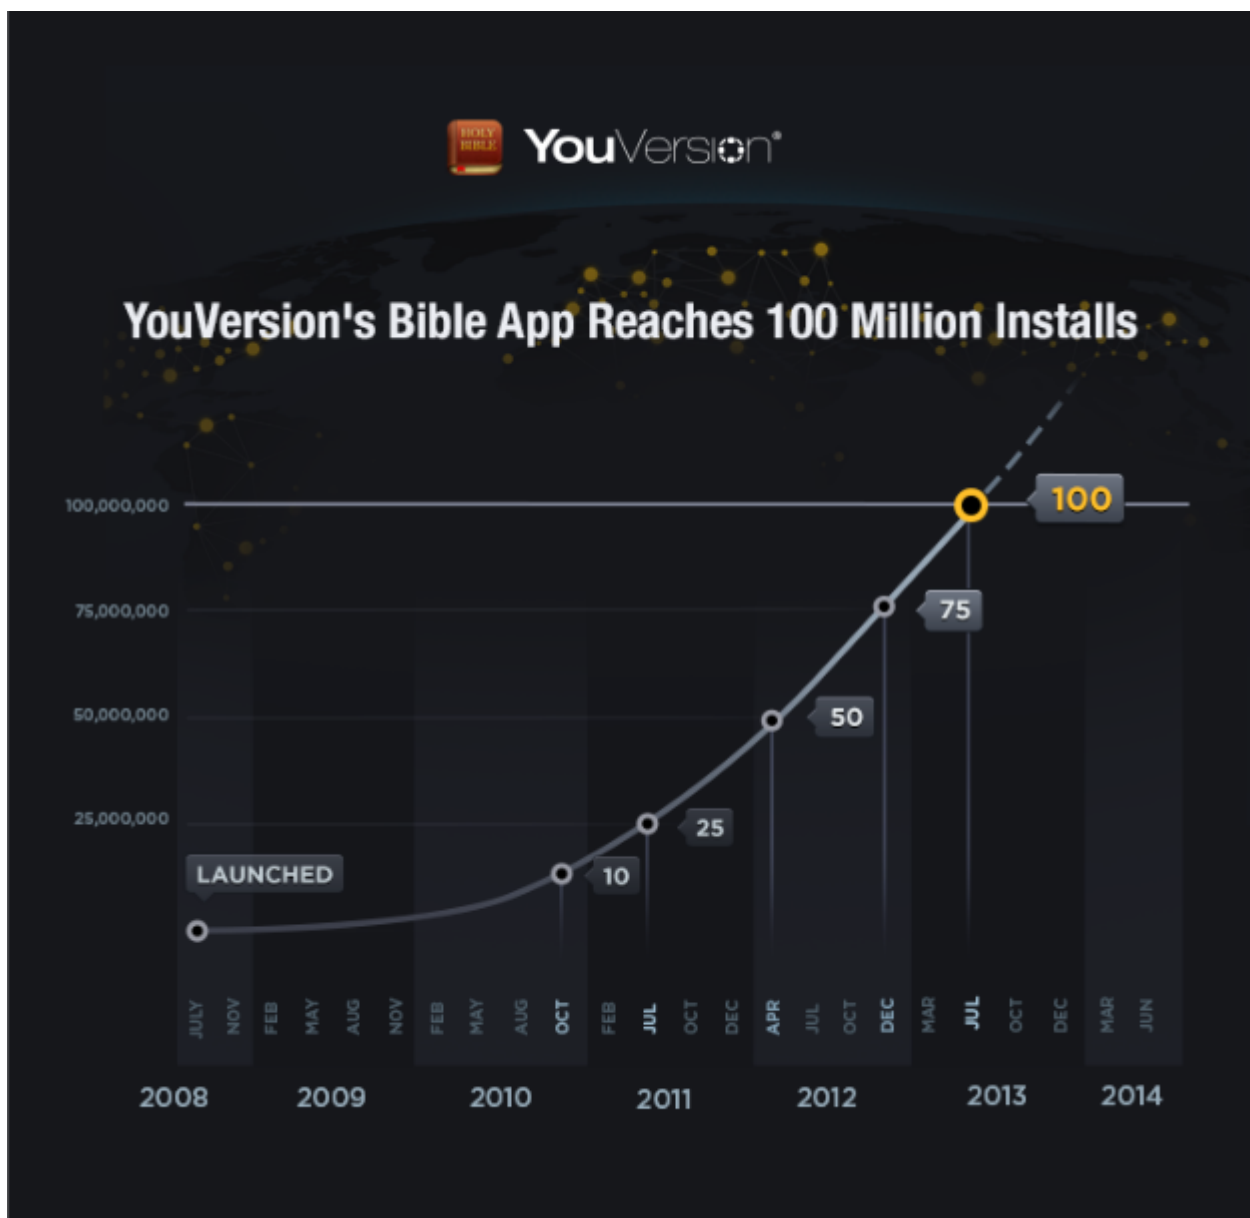 HOLY
BIBLE
YouVersion®
YouVersion's Bible App Reaches 100 Million Installs
100,000,000
100
75,000,000
75
50,000,000
50
25,000,000
25
LAUNCHED
10
JULY NOV FEB MAY AUG NOV FEB MAY AUG OCT FEB JUL OCT DEC APR JUL OCT DEC MAR JUL OCT DEC MAR JUN
2008 2009 2010 2011 2012 2013 2014